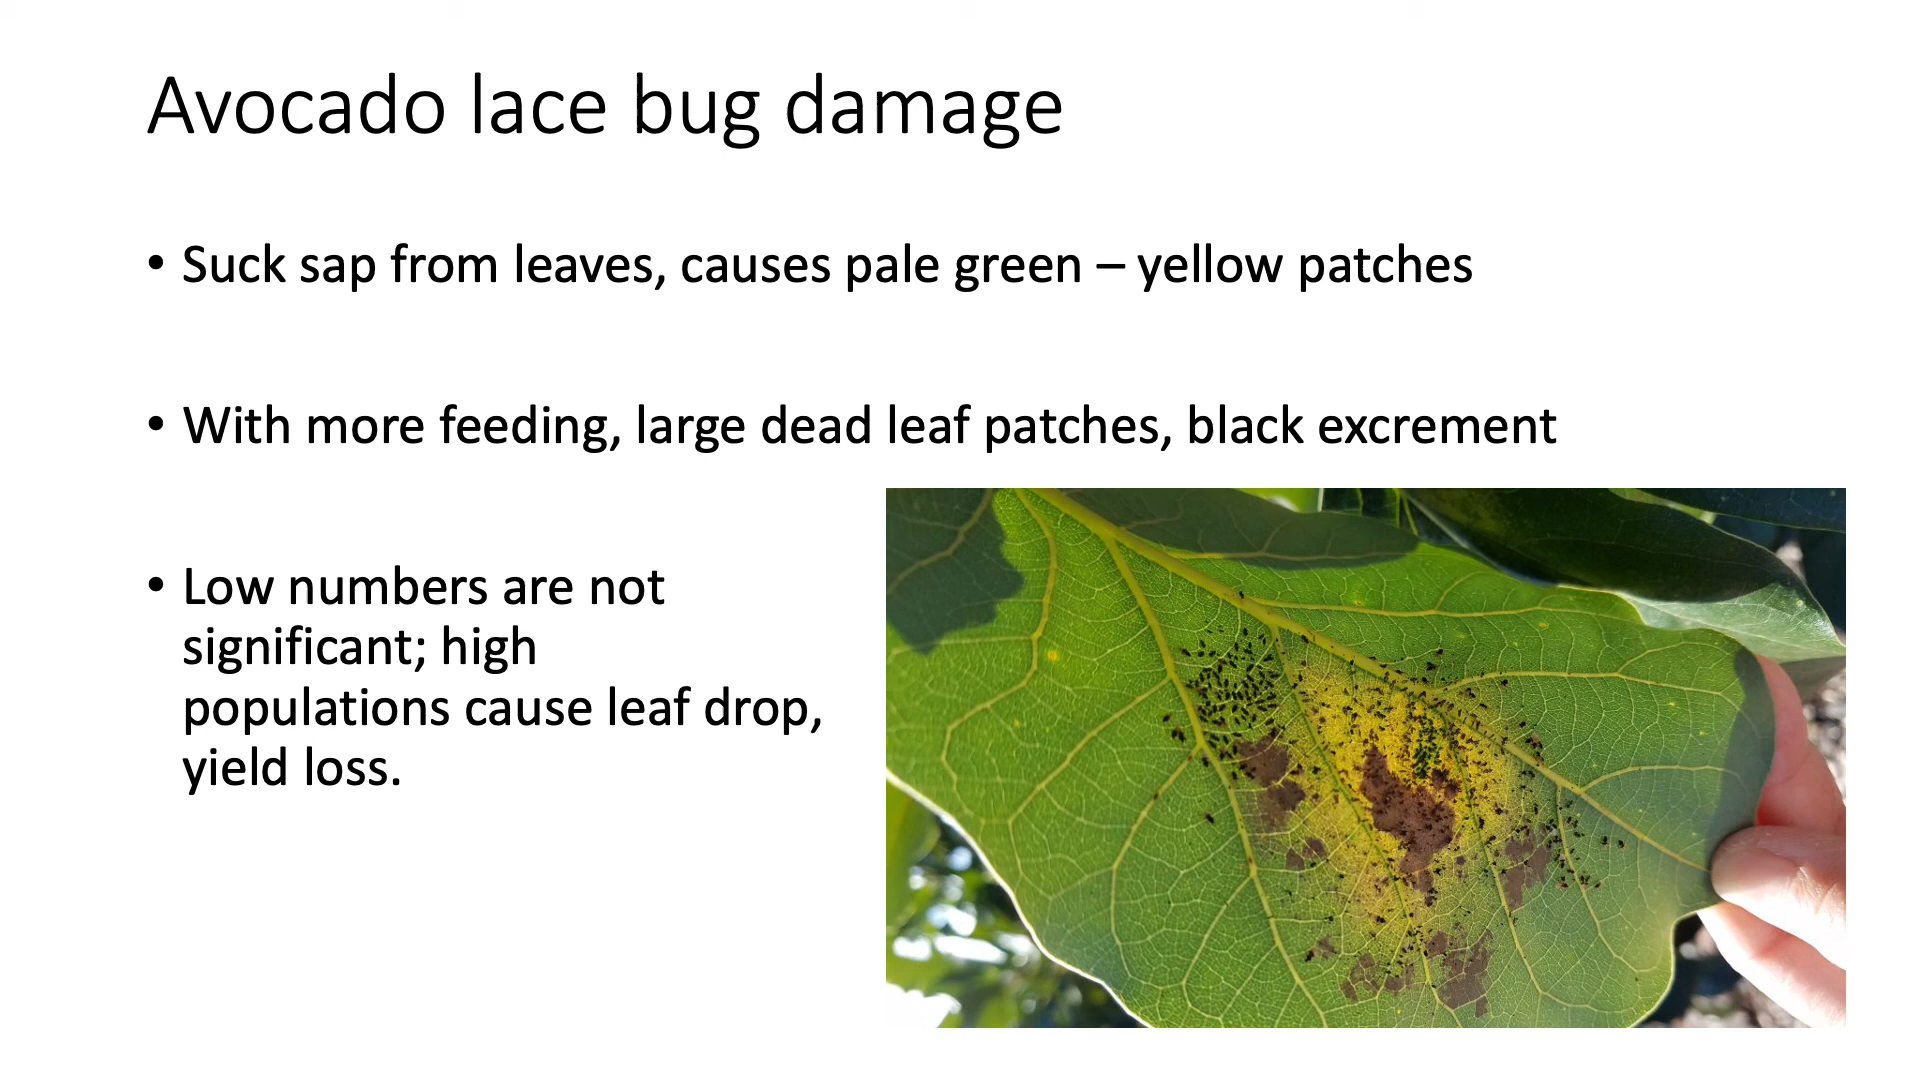 Avocado lace bug damage
• Suck sap from leaves, causes pale green – yellow patches
• With more feeding, large dead leaf patches, black excrement
• Low numbers are not
significant; high
populations cause leaf drop,
yield loss.